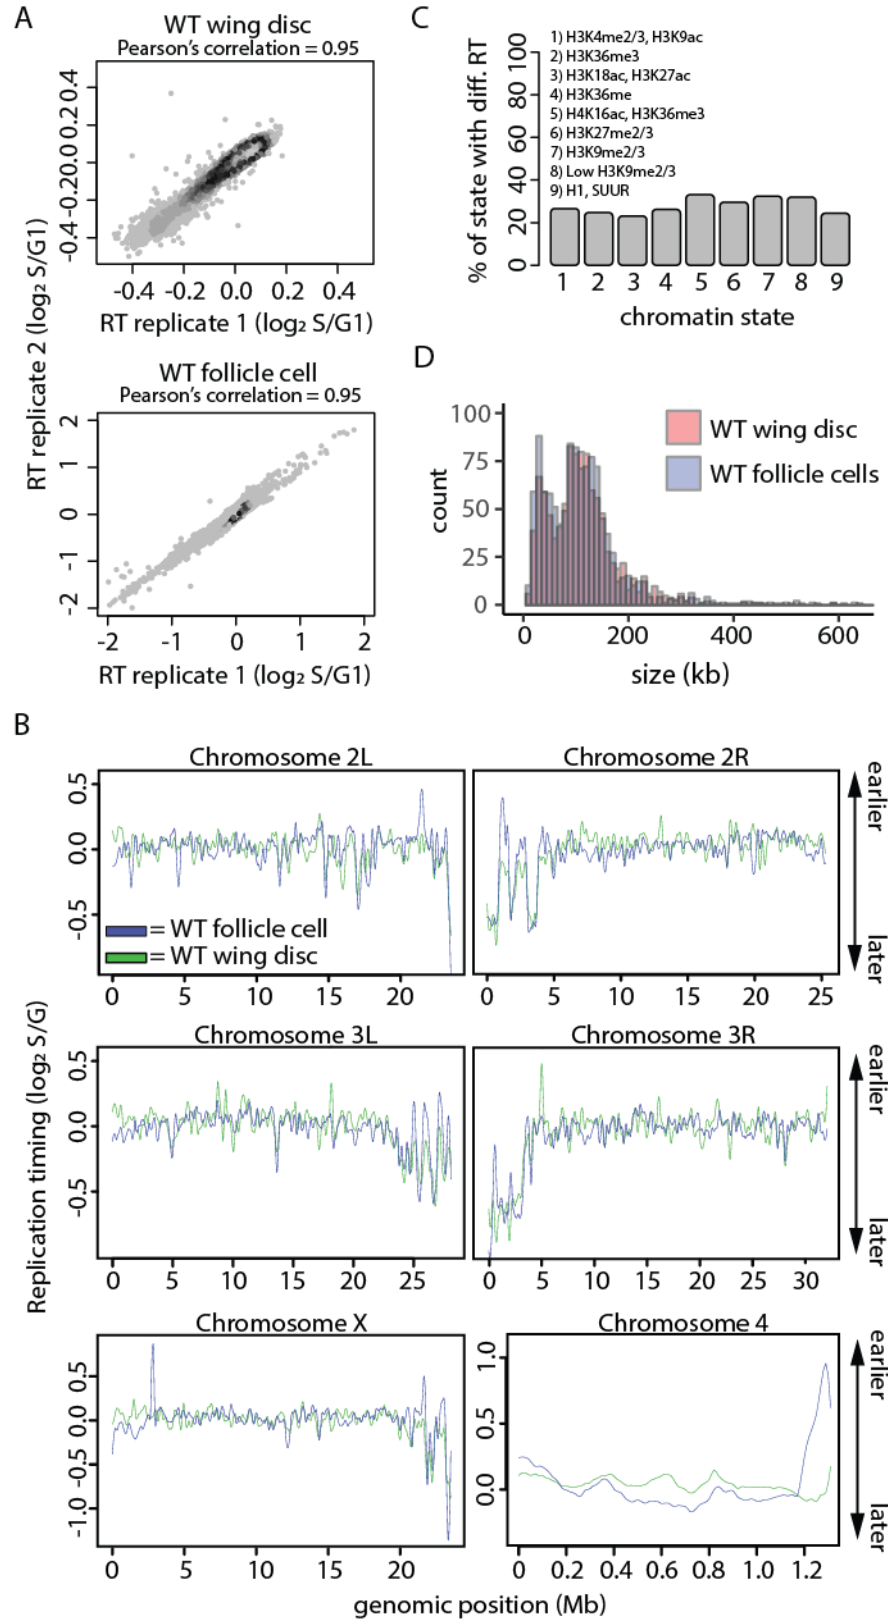 A
WT wing disc
Pearson's correlation = 0.95
-0.4 -0.2 0.0 0.2 0.4
-0.4 -0.2 0.0 0.2 0.4
RT replicate 1 (log₂ S/G1)
RT replicate 2 (log₂ S/G1)
WT follicle cell
Pearson's correlation = 0.95
2
1
0
-1
-2
-2 -1 0 1 2
RT replicate 1 (log₂ S/G1)
C
% of state with diff. RT
100
80
60
40
20
0
1) H3K4me2/3, H3K9ac
2) H3K36me3
3) H3K18ac, H3K27ac
4) H3K36me
5) H4K16ac, H3K36me3
6) H3K27me2/3
7) H3K9me2/3
8) Low H3K9me2/3
9) H1, SUUR
1 2 3 4 5 6 7 8 9
chromatin state
D
count
100
75
50
25
0
WT wing disc
WT follicle cells
0 200 400 600
size (kb)
B
Replication timing (log₂ S/G)
Chromosome 2L
0.5
0.0
-0.5
= WT follicle cell
= WT wing disc
0 5 10 15 20
Chromosome 2R
0 5 10 15 20 25
earlier
later
Chromosome 3L
0.5
0.0
-0.5
0 5 10 15 20 25
Chromosome 3R
0 5 10 15 20 25 30
earlier
later
Chromosome X
0.5
0.0
-0.5
-1.0
0 5 10 15 20
Chromosome 4
1.0
0.5
0.0
0 0.2 0.4 0.6 0.8 1.0 1.2
earlier
later
genomic position (Mb)